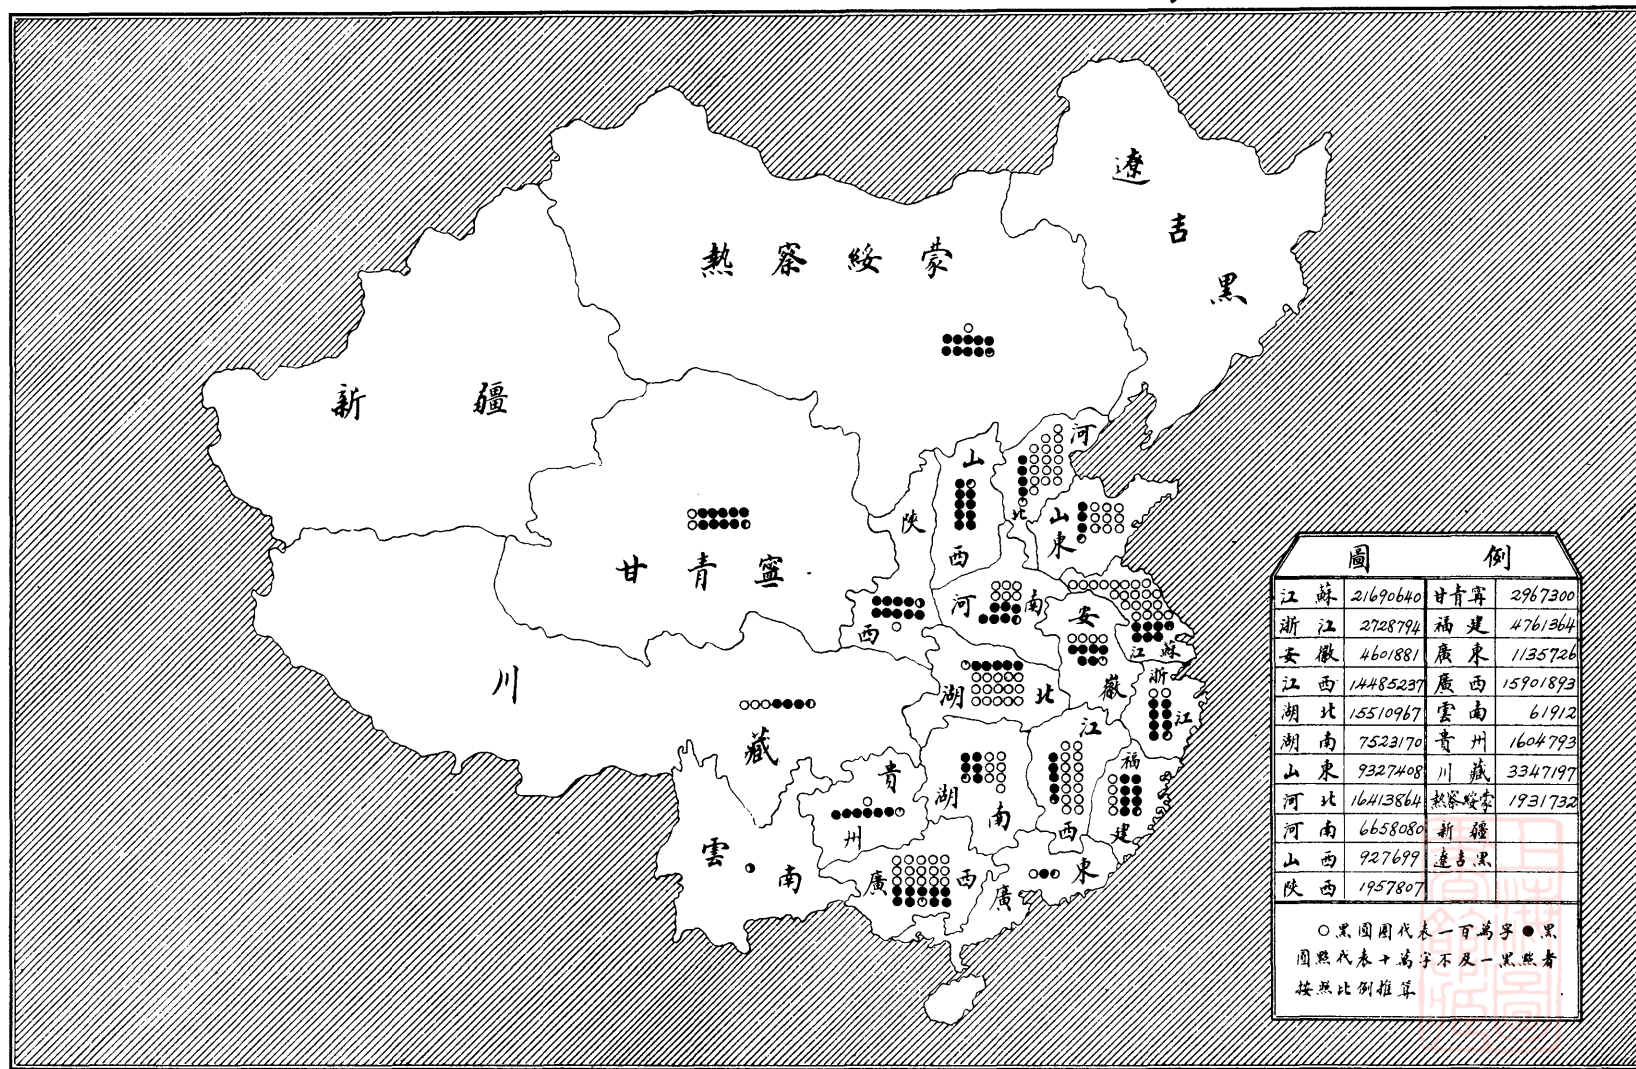 遼
吉
黑
熱 察 綏 蒙
新 疆
甘 青 寧
川
藏
河
北
山
西
陝
西
山
東
河 南
安
徽
江 蘇
浙
江
湖 北
江
西
福
建
湖
南
貴
州
雲
南
廣 西
廣
東
圖 例
江 蘇 21690640 甘青寧 2967300
浙 江 2728794 福 建 4761364
安 徽 4601881 廣 東 1135726
江 西 14485237 廣 西 15901893
湖 北 15510967 雲 南 61912
湖 南 7523170 貴 州 1604793
山 東 9327408 川 藏 3347197
河 北 16413864 熱察綏蒙 1931732
河 南 6658080 新 疆
山 西 927699 遼吉黑
陝 西 1957807
○黑圓圈代表一百萬字●黑
圓點代表十萬字不及一黑點者
按照比例推算